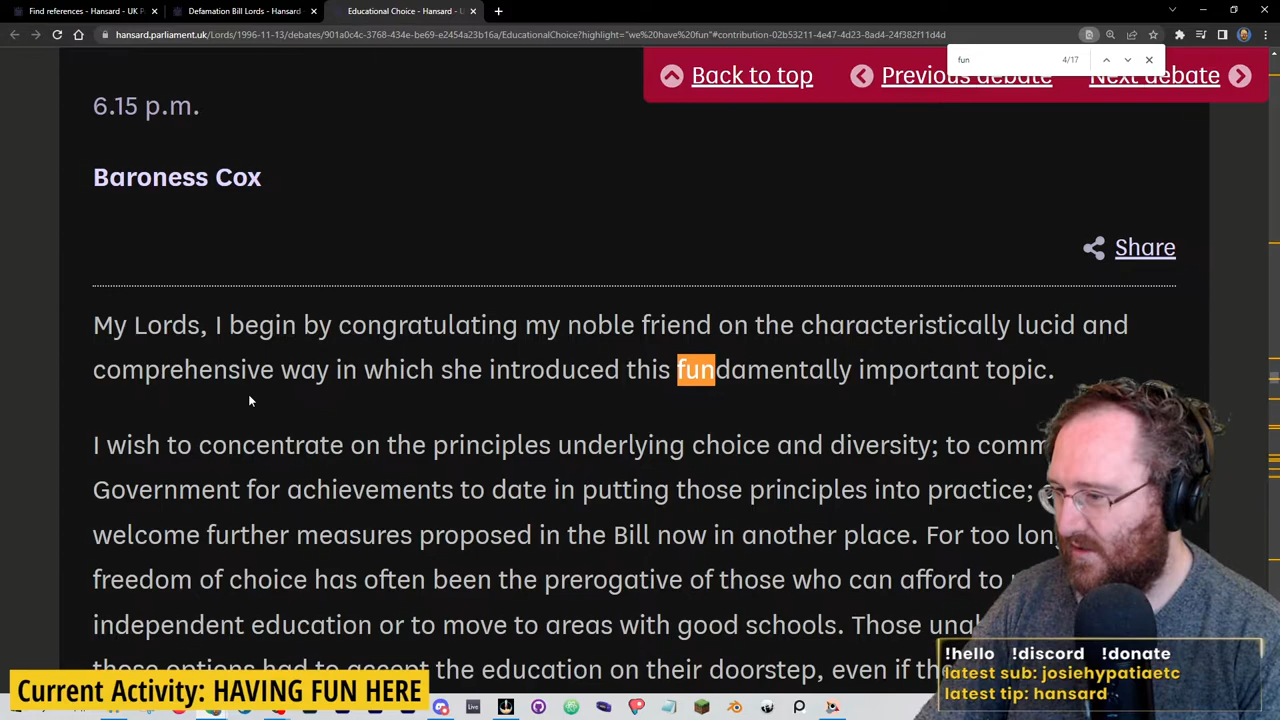 Find references - Hansard - UK P
Defamation Bill Lords - Hansard
Educational Choice - Hansard - U
hansard.parliament.uk/Lords/1996-11-13/debates/901a0c4c-3768-434e-be69-e2454a23b16a/EducationalChoice?highlight="we%20have%20fun"#contribution-02b53211-4e47-4d23-8ad4-24f382f11d4d
fun 4/17
Back to top Previous debate Next debate
6.15 p.m.
Baroness Cox
Share
My Lords, I begin by congratulating my noble friend on the characteristically lucid and
comprehensive way in which she introduced this fundamentally important topic.
I wish to concentrate on the principles underlying choice and diversity; to comm
Government for achievements to date in putting those principles into practice;
welcome further measures proposed in the Bill now in another place. For too lon
freedom of choice has often been the prerogative of those who can afford to
independent education or to move to areas with good schools. Those una
those options had to accept the education on their doorstep, even if the
!hello !discord !donate
latest sub: josiehypatiaetc
latest tip: hansard
Current Activity: HAVING FUN HERE